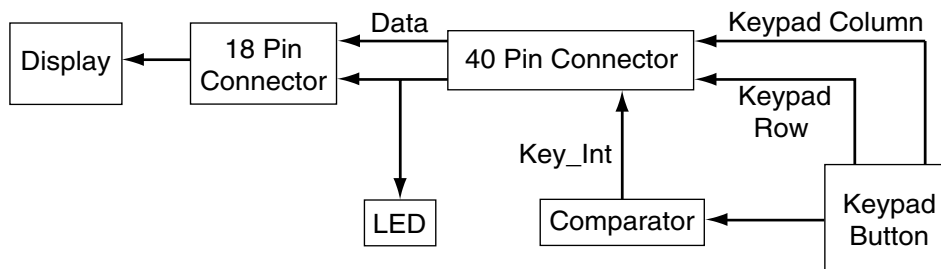 Display
18 Pin
Connector
Data
40 Pin Connector
Keypad Column
Keypad
Row
Key_Int
LED
Comparator
Keypad
Button